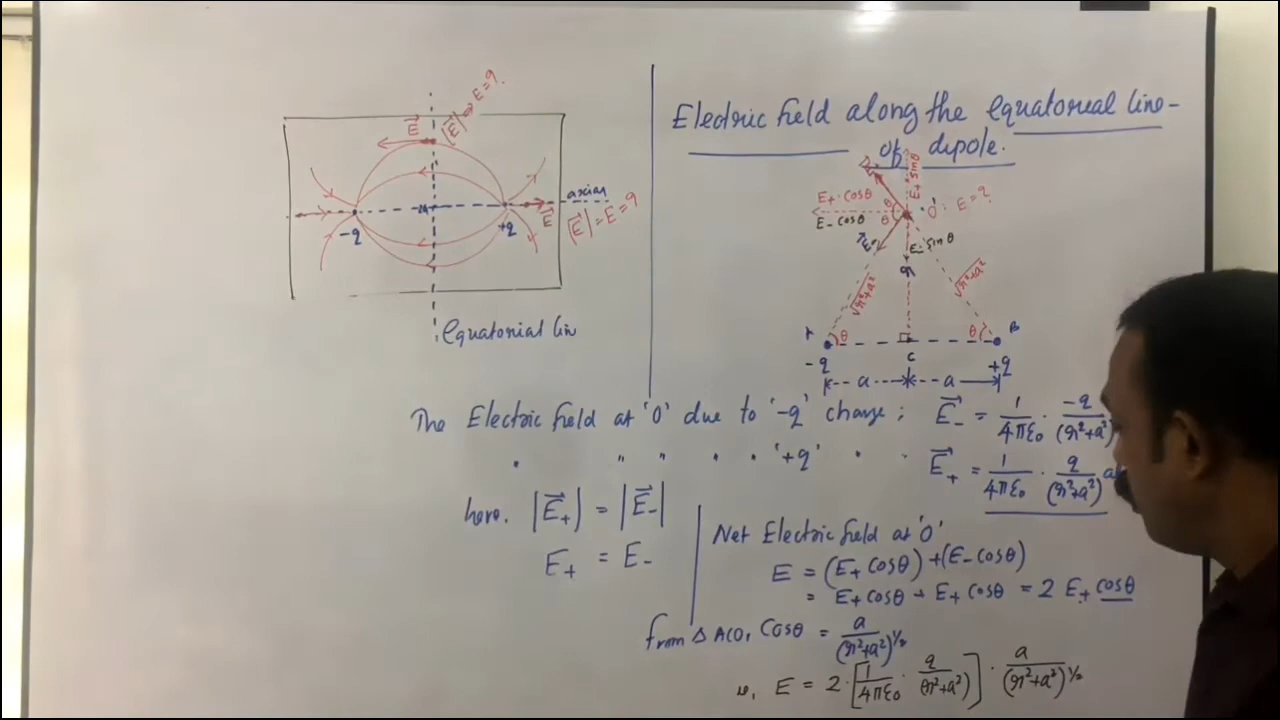 |E⃗| ⇒ E = ?
E⃗
axial
-q
+q
E⃗
|E⃗| = E = ?
Equatorial lin
Electric field along the equatorial line-
of dipole.
E₊ sinθ
E₊ cosθ
θ
'O'; E = ?
E₋ cosθ
θ
E₋ sinθ
r
√r²+a²
√r²+a²
A
θ
θ
B
-q
C
+q
a
a
The Electric field at 'O' due to '-q' charge; E⃗₋ = 1/4πε₀ · -q/(r²+a²)
" " '+q' E⃗₊ = 1/4πε₀ · q/(r²+a²)
here, |E⃗₊| = |E⃗₋|
E₊ = E₋
Net Electric field at 'O'
E = (E₊ cosθ) + (E₋ cosθ)
= E₊ cosθ + E₊ cosθ = 2 E₊ cosθ
from Δ ACO, cosθ = a/(r²+a²)^½
ie, E = 2·[1/4πε₀ · q/(r²+a²)] · a/(r²+a²)^½